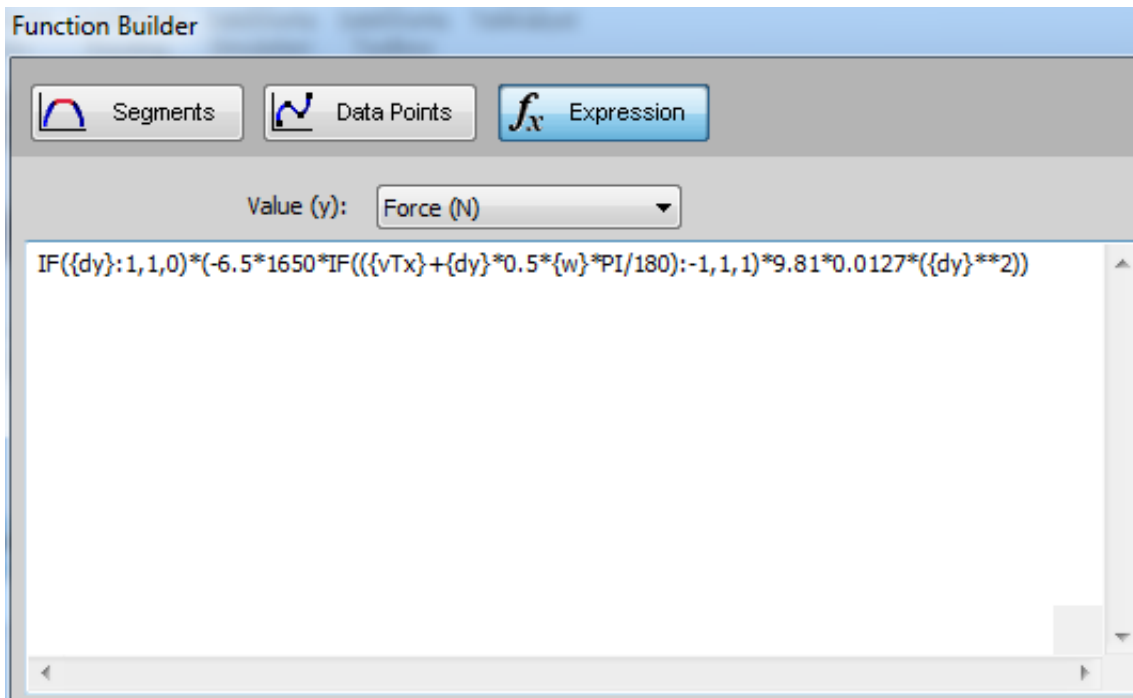 Function Builder
Segments
Data Points
fx Expression
Value (y):
Force (N)
IF({dy}:1,1,0)*(-6.5*1650*IF(({vTx}+{dy}*0.5*{w}*PI/180):-1,1,1)*9.81*0.0127*({dy}**2))